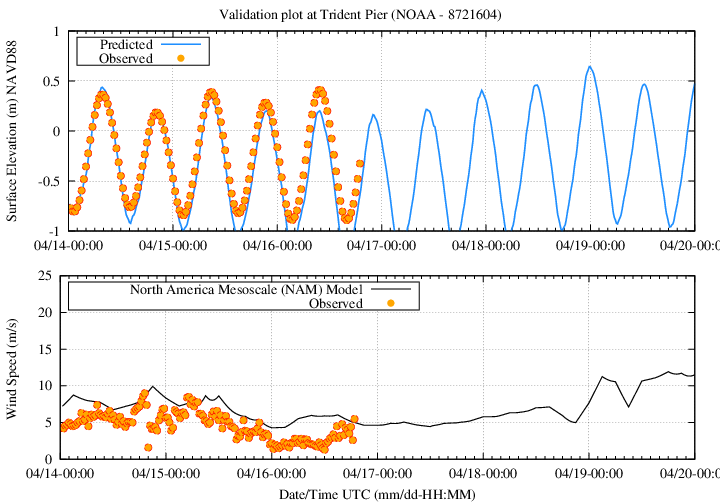 Validation plot at Trident Pier (NOAA - 8721604)
Surface Elevation (m) NAVD88
Predicted
Observed
1
0.5
0
-0.5
-1
04/14-00:00 04/15-00:00 04/16-00:00 04/17-00:00 04/18-00:00 04/19-00:00 04/20-00:0
Wind Speed (m/s)
North America Mesoscale (NAM) Model
Observed
25
20
15
10
5
0
04/14-00:00 04/15-00:00 04/16-00:00 04/17-00:00 04/18-00:00 04/19-00:00 04/20-00:0
Date/Time UTC (mm/dd-HH:MM)